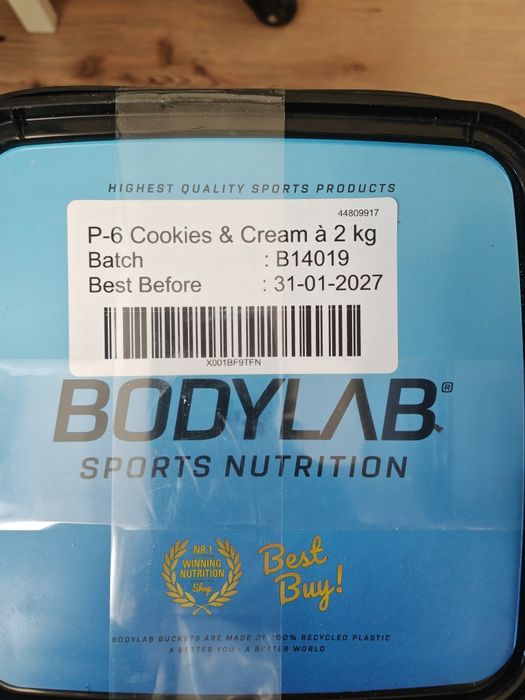 HIGHEST QUALITY SPORTS PRODUCTS
44809917
P-6 Cookies & Cream à 2 kg
Batch : B14019
Best Before : 31-01-2027
X001BF9TFN
BODYLAB®
SPORTS NUTRITION
NR.1
WINNING
NUTRITION
Shop
Best
Buy!
BODYLAB BUCKETS ARE MADE OF 100% RECYCLED PLASTIC
A BETTER YOU - A BETTER WORLD